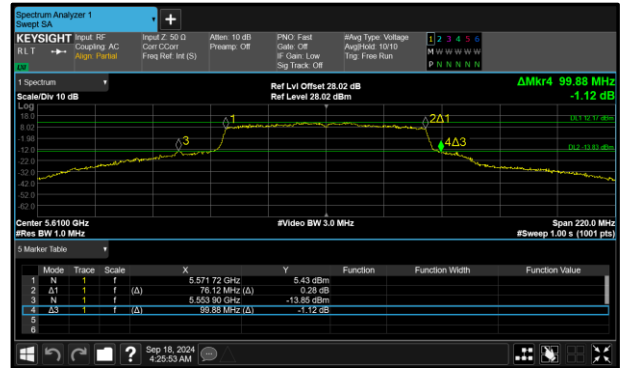 Spectrum Analyzer 1
Swept SA
+
KEYSIGHT Input: RF Input Z: 50 Ω Atten: 10 dB PNO: Fast #Avg Type: Voltage 1 2 3 4 5 6
RLT Coupling: AC Corr CCorr Preamp: Off Gate: Off Avg|Hold: 10/10 M W W W W W
Align: Partial Freq Ref: Int (S) IF Gain: Low Trig: Free Run
Sig Track: Off P N N N N N
LXI
1 Spectrum Ref Lvl Offset 28.02 dB ΔMkr4 99.88 MHz
Scale/Div 10 dB Ref Level 28.02 dBm -1.12 dB
Log
18.0 DL1 12.17 dBm
8.02 1 2Δ1
-1.98
-12.0 3 4Δ3 DL2 -13.83 dBm
-22.0
-32.0
-42.0
-52.0
-62.0
Center 5.6100 GHz #Video BW 3.0 MHz Span 220.0 MHz
#Res BW 1.0 MHz #Sweep 1.00 s (1001 pts)
5 Marker Table
Mode Trace Scale X Y Function Function Width Function Value
1 N 1 f 5.571 72 GHz 5.43 dBm
2 Δ1 1 f (Δ) 76.12 MHz (Δ) 0.28 dB
3 N 1 f 5.553 90 GHz -13.85 dBm
4 Δ3 1 f (Δ) 99.88 MHz (Δ) -1.12 dB
5
6
? Sep 18, 2024
4:25:53 AM